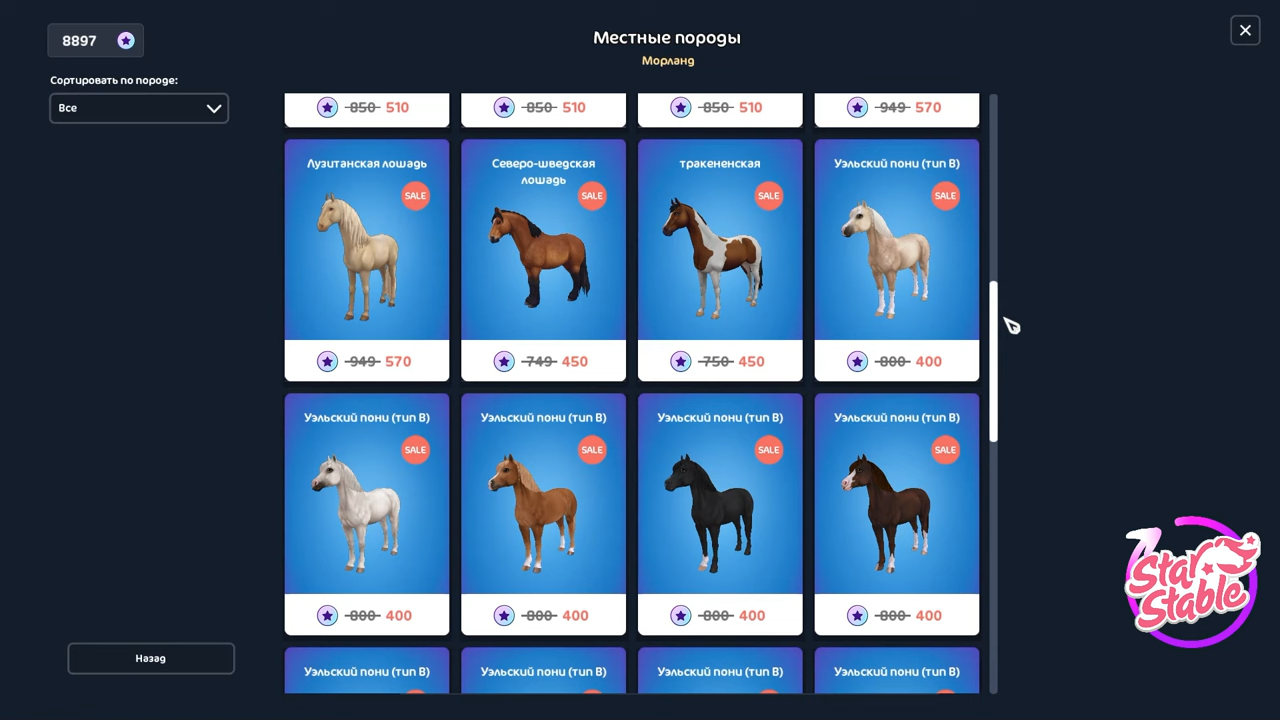 8897
Местные породы
Морланд
Сортировать по породе:
Все
850 510
850 510
850 510
949 570
Лузитанская лошадь
SALE
949 570
Северо-шведская
лошадь
SALE
749 450
тракененская
SALE
750 450
Уэльский пони (тип B)
SALE
800 400
Уэльский пони (тип B)
SALE
800 400
Уэльский пони (тип B)
SALE
800 400
Уэльский пони (тип B)
SALE
800 400
Уэльский пони (тип B)
SALE
800 400
Уэльский пони (тип B)
Уэльский пони (тип B)
Уэльский пони (тип B)
Уэльский пони (тип B)
Назад
Star
Stable